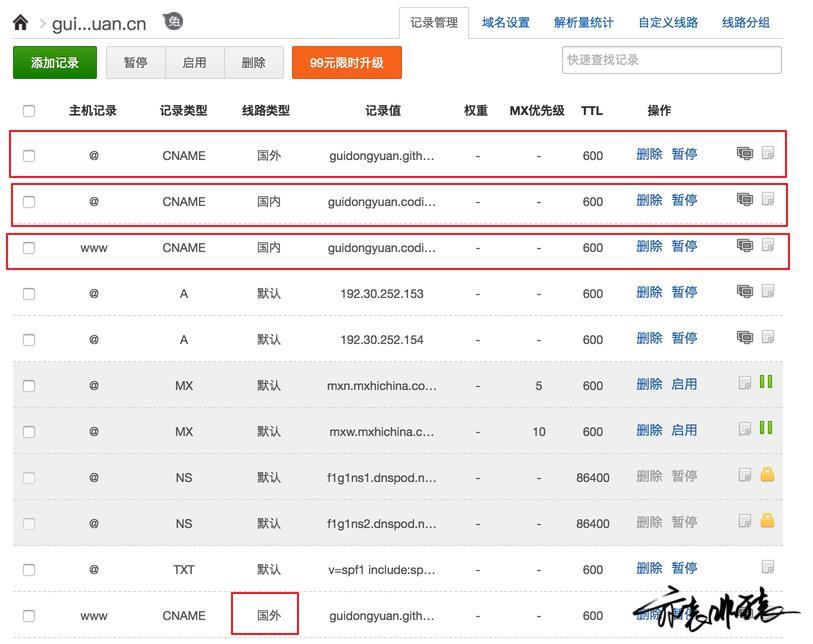 gui...uan.cn 免 记录管理 域名设置 解析量统计 自定义线路 线路分组
添加记录 暂停 启用 删除 99元限时升级 快速查找记录
主机记录 记录类型 线路类型 记录值 权重 MX优先级 TTL 操作
@ CNAME 国外 guidongyuan.gith... - - 600 删除 暂停
@ CNAME 国内 guidongyuan.codi... - - 600 删除 暂停
www CNAME 国内 guidongyuan.codi... - - 600 删除 暂停
@ A 默认 192.30.252.153 - - 600 删除 暂停
@ A 默认 192.30.252.154 - - 600 删除 暂停
@ MX 默认 mxn.mxhichina.co... - 5 600 删除 启用
@ MX 默认 mxw.mxhichina.c... - 10 600 删除 启用
@ NS 默认 f1g1ns1.dnspod.n... - - 86400 删除 暂停
@ NS 默认 f1g1ns2.dnspod.n... - - 86400 删除 暂停
@ TXT 默认 v=spf1 include:sp... - - 600 删除 暂停
www CNAME 国外 guidongyuan.gith... - - 600